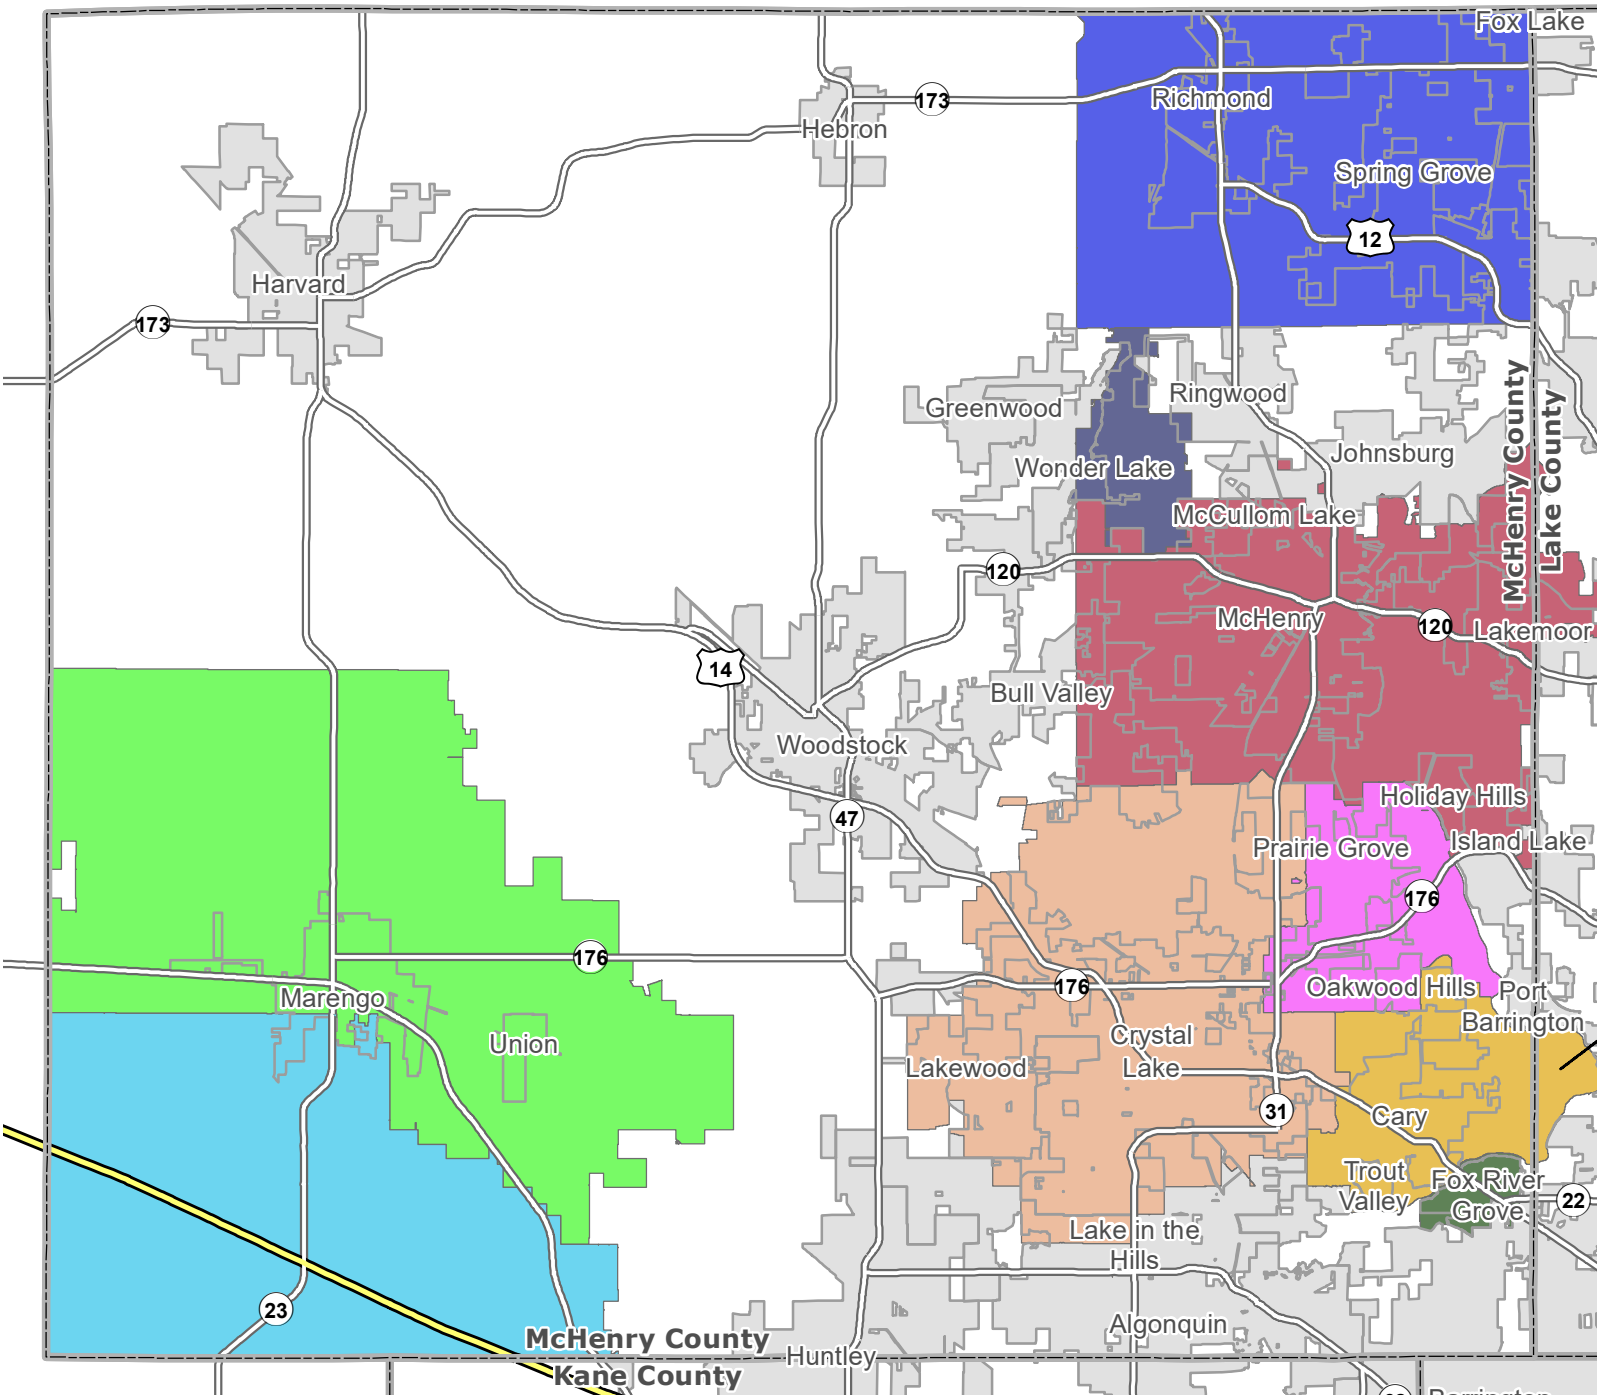 Fox Lake
Richmond
173
Hebron
Spring Grove
12
Harvard
173
McHenry County
Lake County
Ringwood
Greenwood
Johnsburg
Wonder Lake
McCullom Lake
120
McHenry
120
Lakemoor
14
Bull Valley
Woodstock
47
Holiday Hills
Prairie Grove
Island Lake
176
176
176
Oakwood Hills
Port
Barrington
Marengo
Union
Crystal
Lake
Lakewood
31
Cary
Trout
Valley
Fox River
Grove
22
Lake in the
Hills
23
Algonquin
McHenry County
Kane County
Huntley